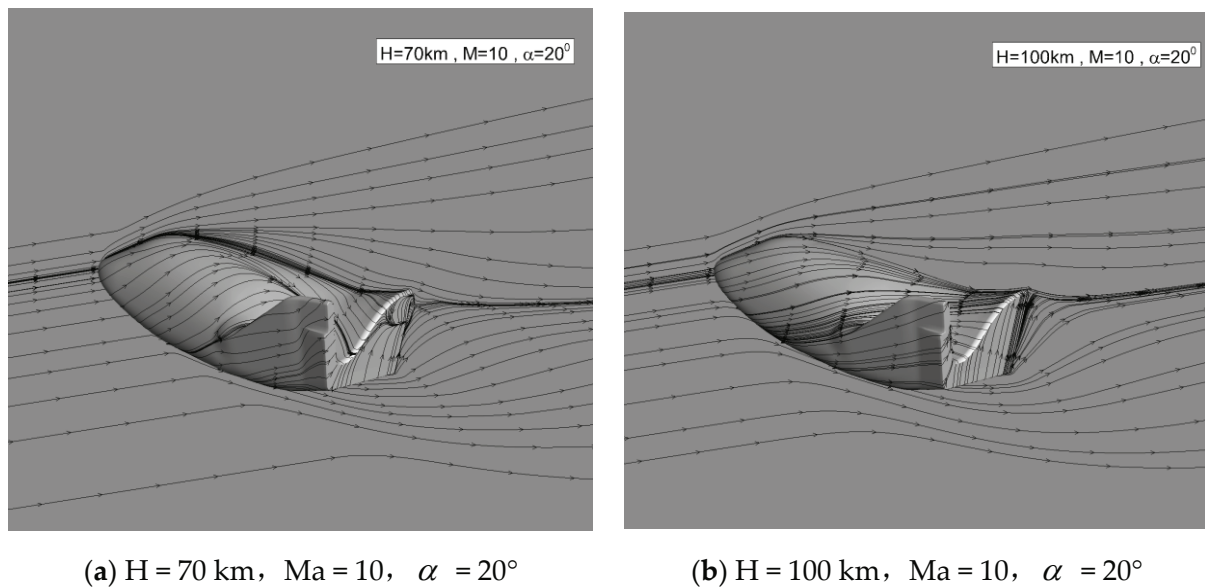 H=70km , M=10 , α=20⁰
H=100km , M=10 , α=20⁰
(a) H = 70 km，Ma = 10，α = 20°
(b) H = 100 km，Ma = 10，α = 20°